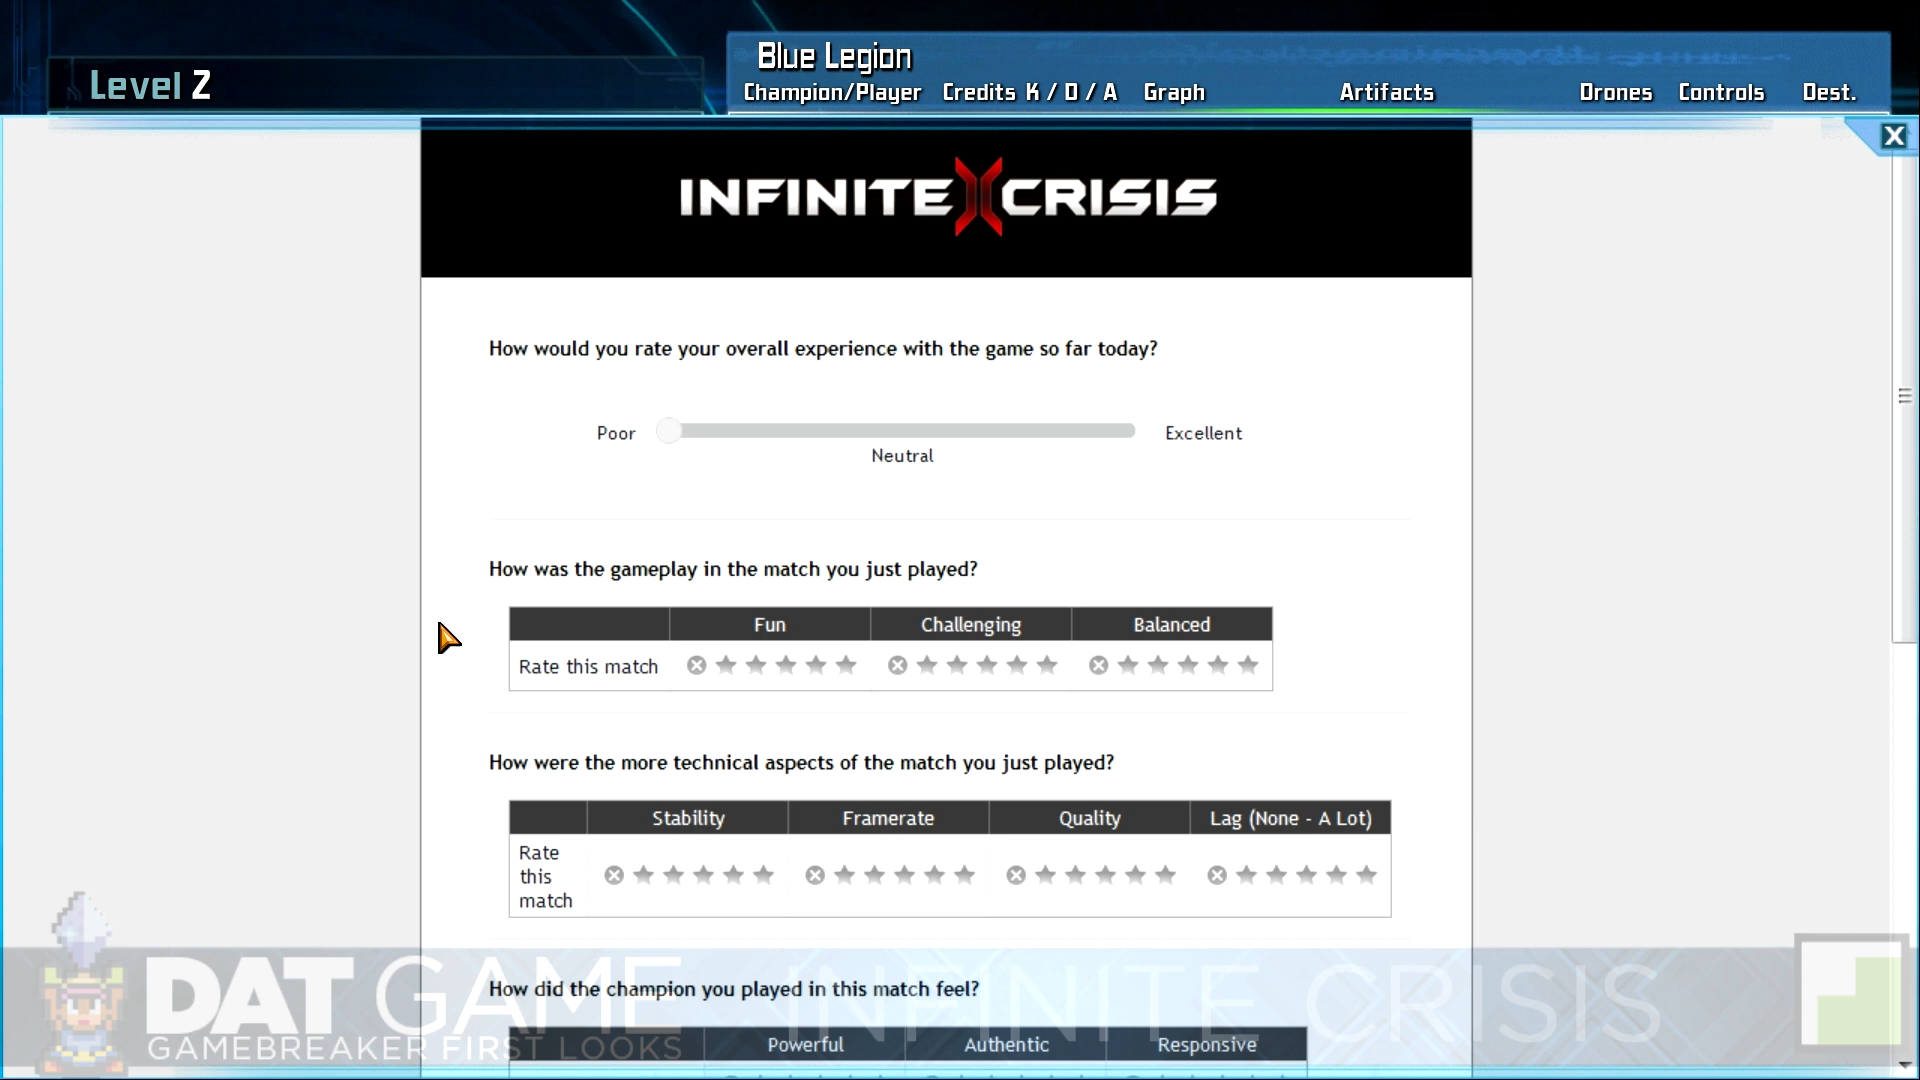 Level 2
Blue Legion
Champion/Player Credits K / D / A Graph Artifacts Drones Controls Dest.
X
INFINITE CRISIS
How would you rate your overall experience with the game so far today?
Poor Excellent
Neutral
How was the gameplay in the match you just played?
Fun Challenging Balanced
Rate this match
How were the more technical aspects of the match you just played?
Stability Framerate Quality Lag (None - A Lot)
Rate
this
match
DAT GAME INFINITE CRISIS
How did the champion you played in this match feel?
GAMEBREAKER FIRST LOOKS
Powerful Authentic Responsive